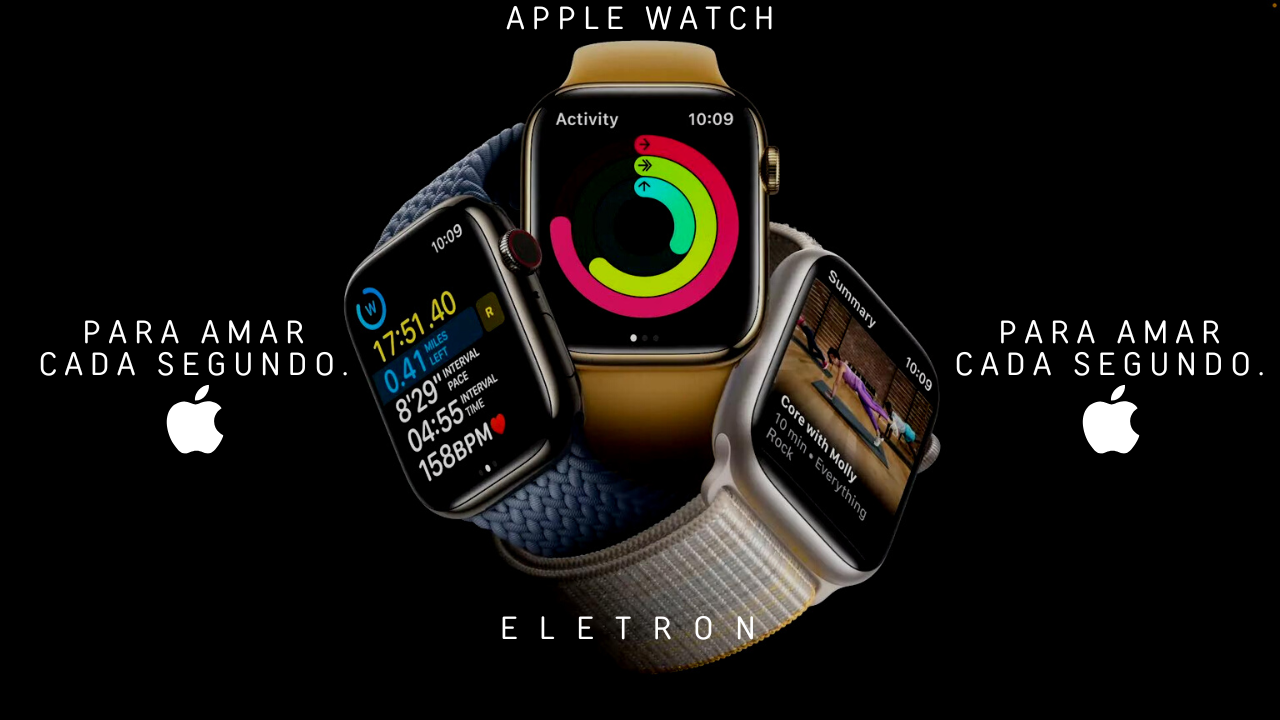 APPLE WATCH
Activity 10:09
10:09
W
17:51.40
R
0.41 MILES LEFT
8'29" INTERVAL PACE
04:55 INTERVAL TIME
158BPM
Summary
10:09
Core with Molly
10 min • Everything
Rock
PARA AMAR
CADA SEGUNDO.
PARA AMAR
CADA SEGUNDO.
ELETRON